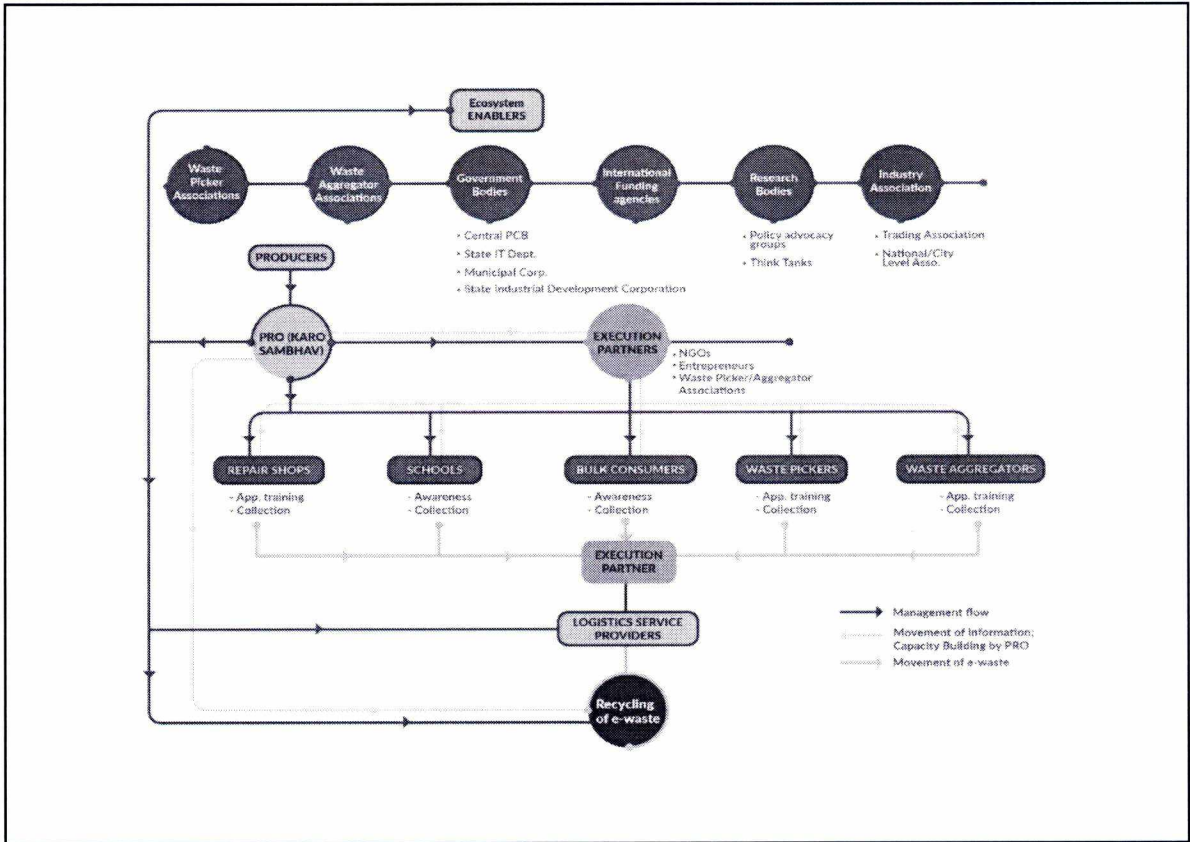 Ecosystem
ENABLERS
Waste
Picker
Associations
Waste
Aggregator
Associations
Government
Bodies
International
Funding
agencies
Research
Bodies
Industry
Association
• Central PCB
• State IT Dept.
• Municipal Corp.
• State Industrial Development Corporation
• Policy advocacy
groups
• Think Tanks
• Trading Association
• National/City
Level Asso.
PRODUCERS
PRO (KARO
SAMBHAV)
EXECUTION
PARTNERS
• NGOs
• Entrepreneurs
• Waste Picker/Aggregator
Associations
REPAIR SHOPS
- App. training
- Collection
SCHOOLS
- Awareness
- Collection
BULK CONSUMERS
- Awareness
- Collection
WASTE PICKERS
- App. training
- Collection
WASTE AGGREGATORS
- App. training
- Collection
EXECUTION
PARTNER
LOGISTICS SERVICE
PROVIDERS
Recycling
of e-waste
Management flow
Movement of information;
Capacity Building by PRO
Movement of e-waste